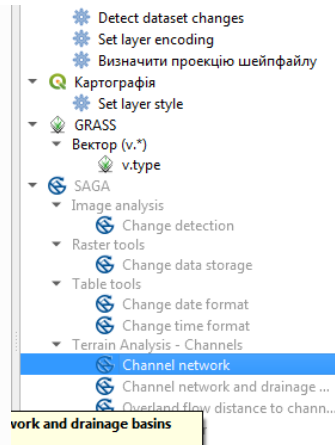 Detect dataset changes
Set layer encoding
Визначити проекцію шейпфайлу
Картографія
Set layer style
GRASS
Вектор (v.*)
v.type
SAGA
Image analysis
Change detection
Raster tools
Change data storage
Table tools
Change date format
Change time format
Terrain Analysis - Channels
Channel network
Channel network and drainage ...
Overland flow distance to chann...
work and drainage basins